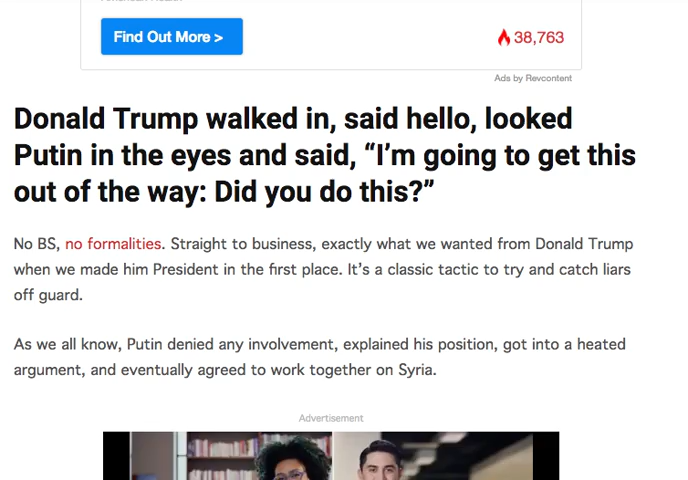 Find Out More >
38,763
Ads by Revcontent
Donald Trump walked in, said hello, looked
Putin in the eyes and said, “I’m going to get this
out of the way: Did you do this?”
No BS, no formalities. Straight to business, exactly what we wanted from Donald Trump
when we made him President in the first place. It’s a classic tactic to try and catch liars
off guard.
As we all know, Putin denied any involvement, explained his position, got into a heated
argument, and eventually agreed to work together on Syria.
Advertisement